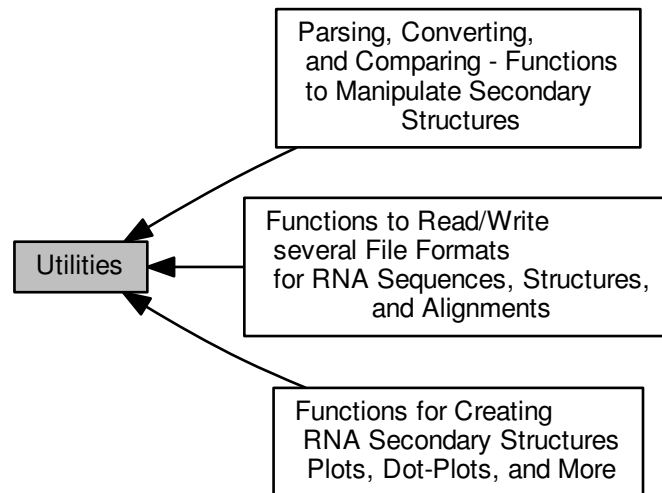 Parsing, Converting,
and Comparing - Functions
to Manipulate Secondary
Structures
Utilities
Functions to Read/Write
several File Formats
for RNA Sequences, Structures,
and Alignments
Functions for Creating
RNA Secondary Structures
Plots, Dot-Plots, and More